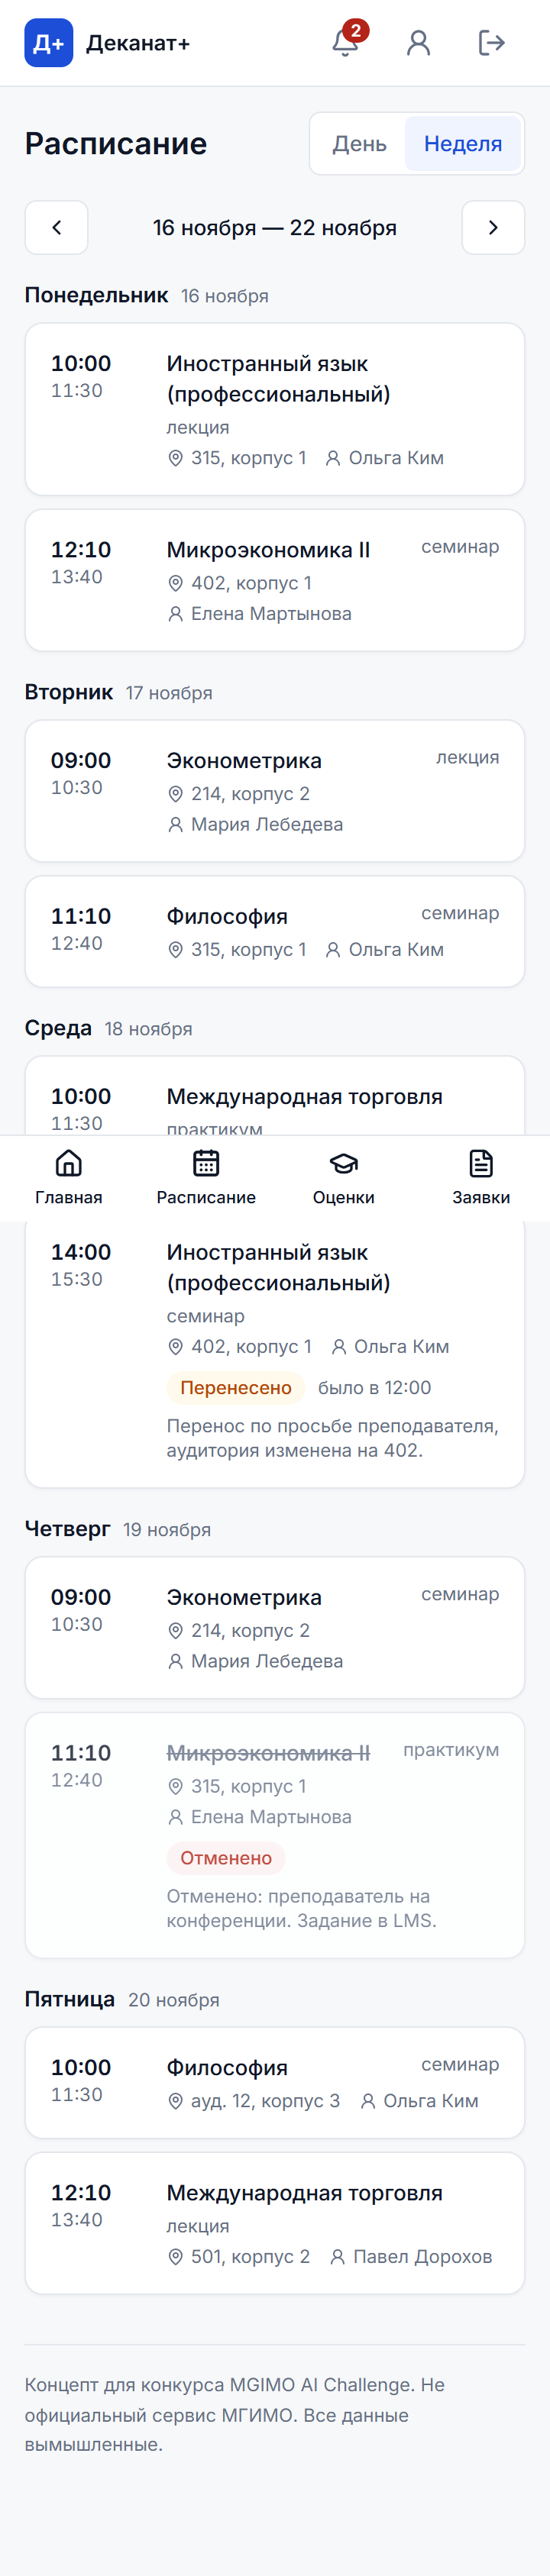 Д+ Деканат+ 2
Расписание День Неделя
16 ноября — 22 ноября
Понедельник 16 ноября
10:00 Иностранный язык
11:30 (профессиональный)
лекция
315, корпус 1 Ольга Ким
12:10 Микроэкономика II семинар
13:40 402, корпус 1
Елена Мартынова
Вторник 17 ноября
09:00 Эконометрика лекция
10:30 214, корпус 2
Мария Лебедева
11:10 Философия семинар
12:40 315, корпус 1 Ольга Ким
Среда 18 ноября
10:00 Международная торговля
11:30 практикум
Главная Расписание Оценки Заявки
14:00 Иностранный язык
15:30 (профессиональный)
семинар
402, корпус 1 Ольга Ким
Перенесено было в 12:00
Перенос по просьбе преподавателя,
аудитория изменена на 402.
Четверг 19 ноября
09:00 Эконометрика семинар
10:30 214, корпус 2
Мария Лебедева
11:10 Микроэкономика II практикум
12:40 315, корпус 1
Елена Мартынова
Отменено
Отменено: преподаватель на
конференции. Задание в LMS.
Пятница 20 ноября
10:00 Философия семинар
11:30 ауд. 12, корпус 3 Ольга Ким
12:10 Международная торговля
13:40 лекция
501, корпус 2 Павел Дорохов
Концепт для конкурса MGIMO AI Challenge. Не
официальный сервис МГИМО. Все данные
вымышленные.